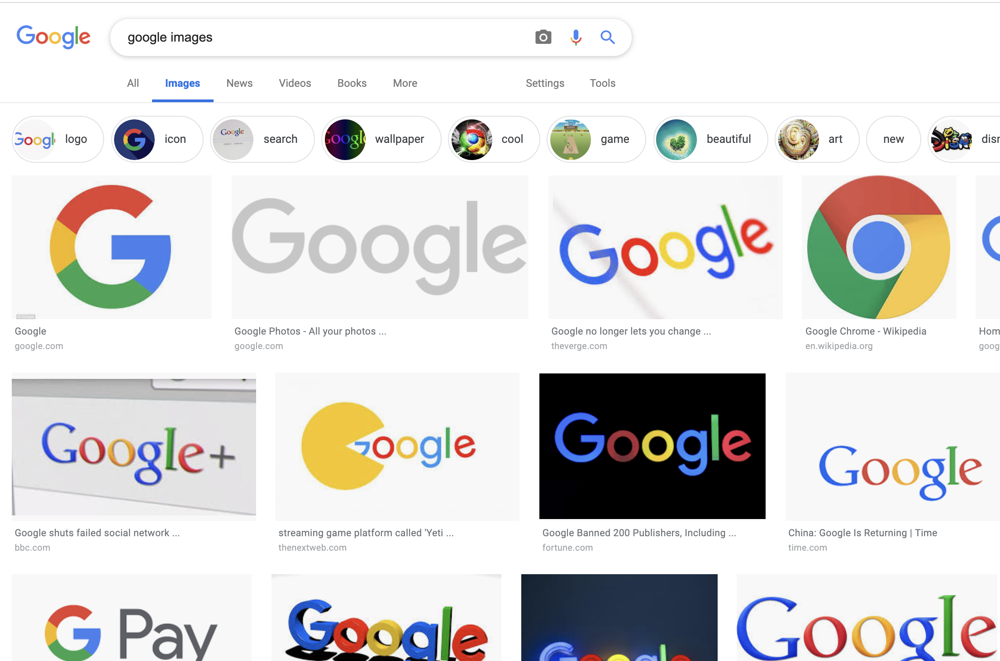 Google
google images
All Images News Videos Books More Settings Tools
Googl logo
icon
Google search
oogle wallpaper
cool
game
beautiful
art
new
Google
Google
Google
google.com
Google Photos - All your photos ...
google.com
Google no longer lets you change ...
theverge.com
Google Chrome - Wikipedia
en.wikipedia.org
Hom
goog
Google+
Google
Google
Google
Google shuts failed social network ...
bbc.com
streaming game platform called 'Yeti ...
thenextweb.com
Google Banned 200 Publishers, Including ...
fortune.com
China: Google Is Returning | Time
time.com
G Pay
Google
Google
Google